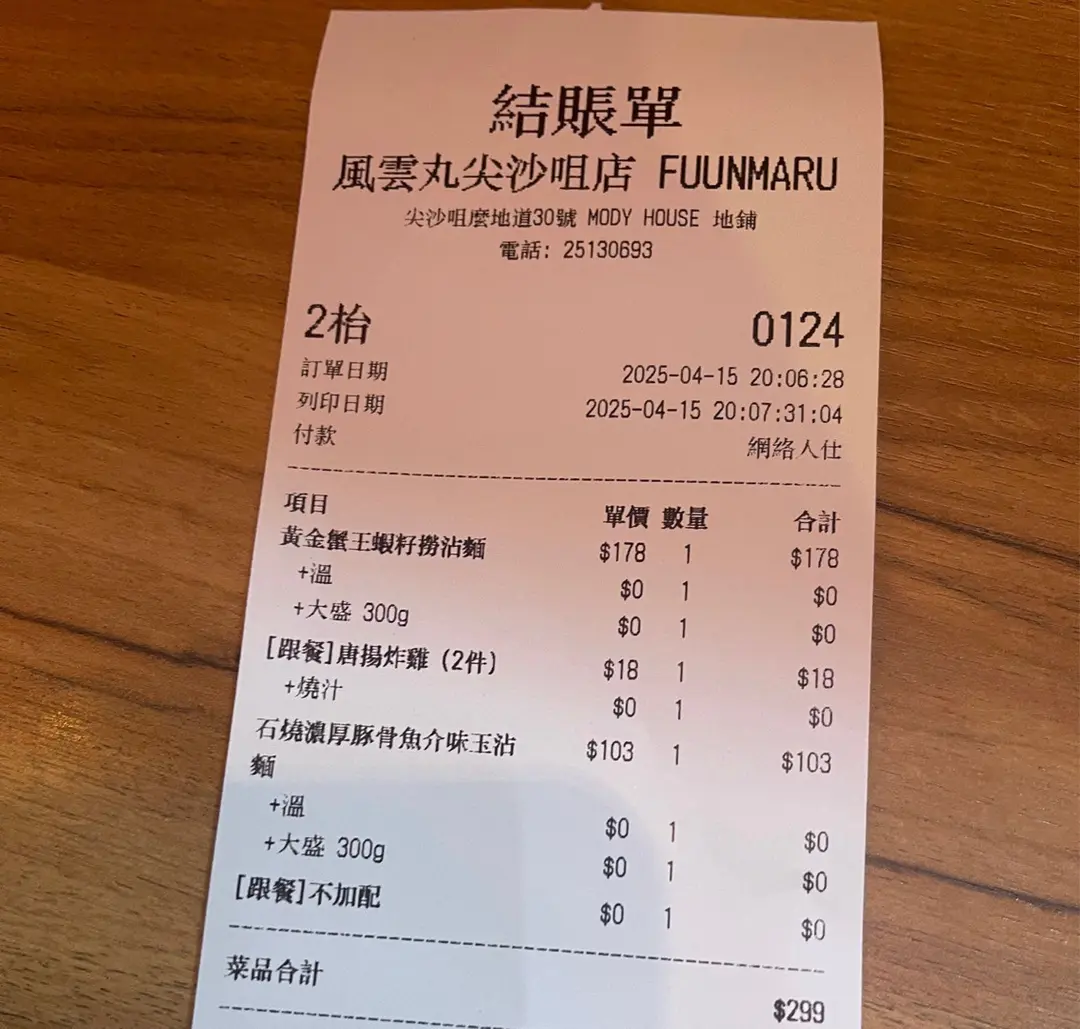 結賬單
風雲丸尖沙咀店 FUUNMARU
尖沙咀麼地道30號 MODY HOUSE 地鋪
電話: 25130693
2枱 0124
訂單日期 2025-04-15 20:06:28
列印日期 2025-04-15 20:07:31:04
付款 網絡人仕
項目 單價 數量 合計
黃金蟹王蝦籽撈沾麵 $178 1 $178
+溫 $0 1 $0
+大盛 300g $0 1 $0
[跟餐]唐揚炸雞 (2件) $18 1 $18
+燒汁 $0 1 $0
石燒濃厚豚骨魚介味玉沾 $103 1 $103
麵
+溫 $0 1 $0
+大盛 300g $0 1 $0
[跟餐]不加配 $0 1 $0
菜品合計 $299